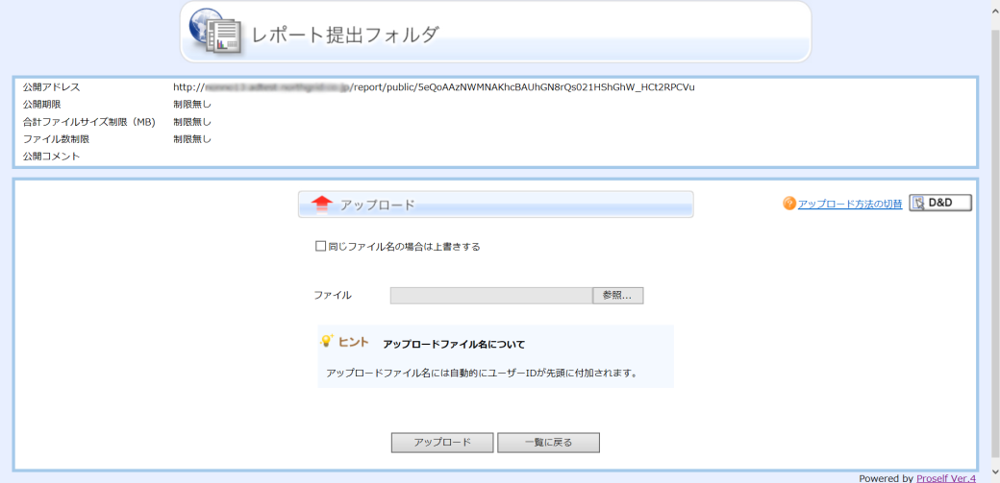 レポート提出フォルダ
公開アドレス http:// /report/public/5eQoAAzNWMNAKhcBAUhGN8rQs021HShGhW_HCt2RPCVu
公開期限 制限無し
合計ファイルサイズ制限（MB） 制限無し
ファイル数制限 制限無し
公開コメント
アップロード
アップロード方法の切替 D&D
同じファイル名の場合は上書きする
ファイル 参照...
ヒント アップロードファイル名について
アップロードファイル名には自動的にユーザーIDが先頭に付加されます。
アップロード 一覧に戻る
Powered by Proself Ver.4